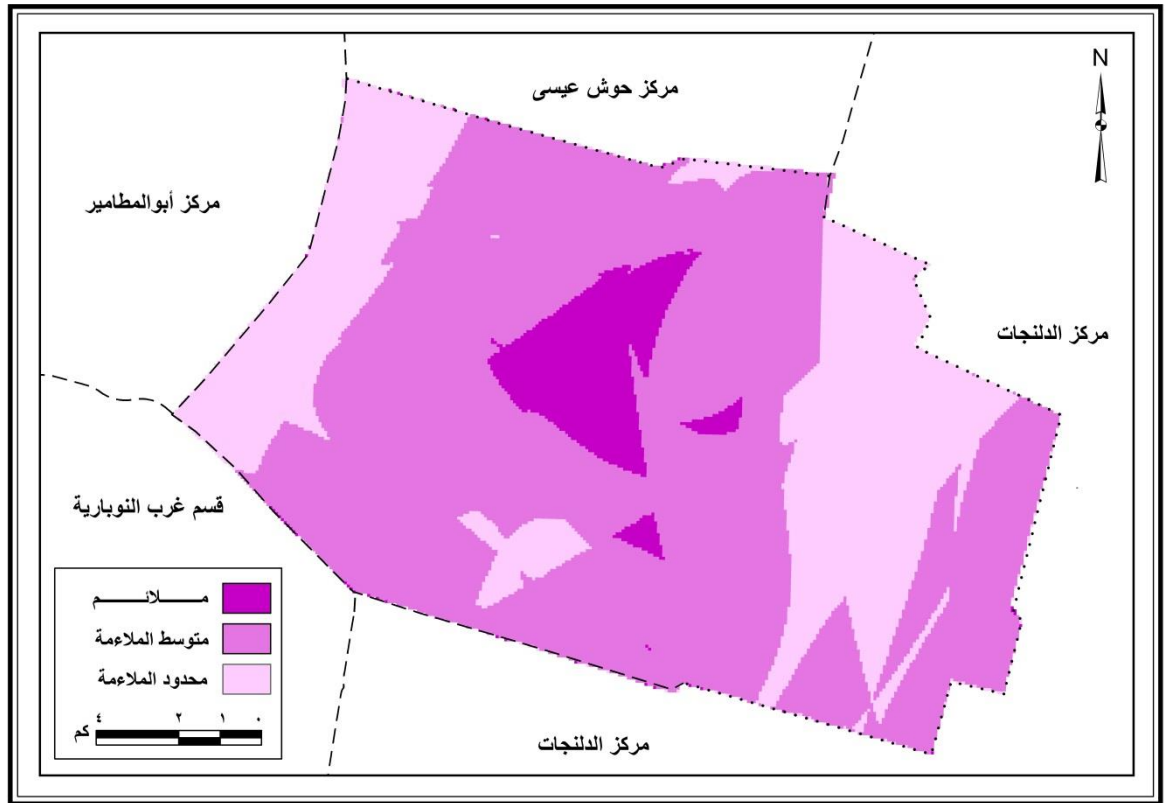 N
مركز حوش عيسى
مركز أبوالمطامير
مركز الدلنجات
قسم غرب النوبارية
مـــــلائـــــم
متوسط الملاءمة
محدود الملاءمة
٤ ٢ ١ ٠
كم
مركز الدلنجات